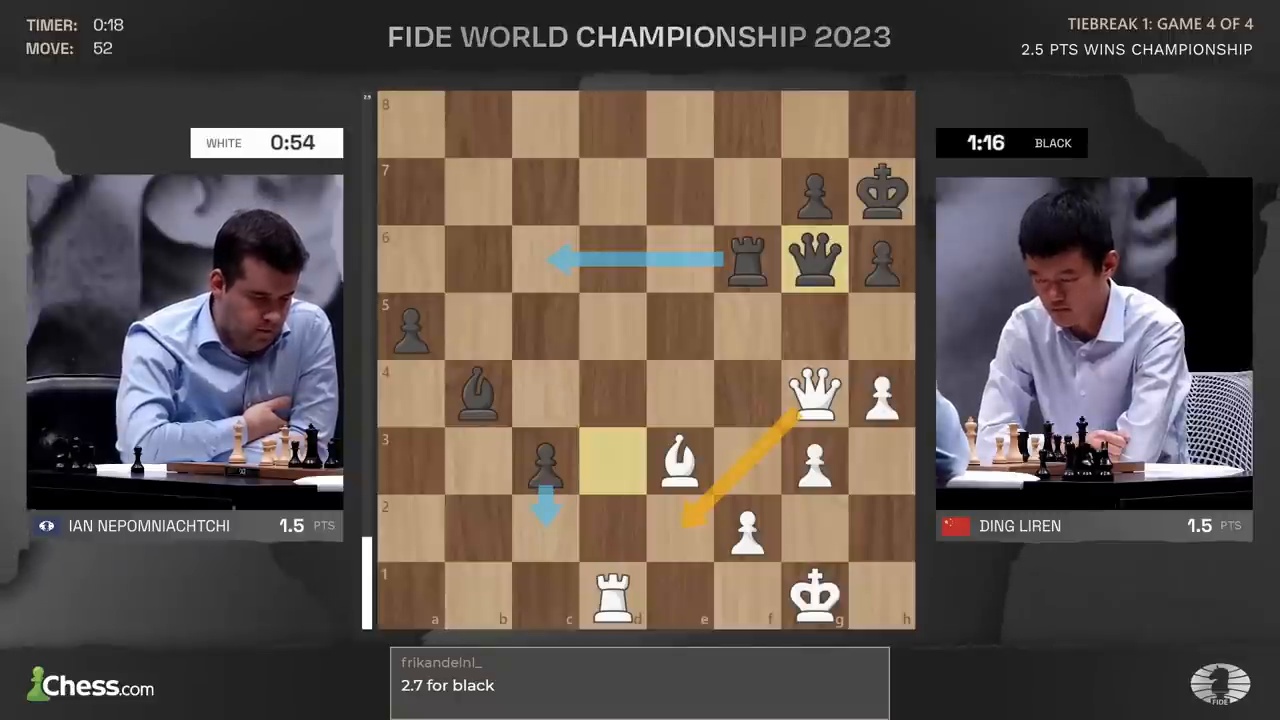 TIMER: 0:18
MOVE: 52
FIDE WORLD CHAMPIONSHIP 2023
TIEBREAK 1: GAME 4 OF 4
2.5 PTS WINS CHAMPIONSHIP
WHITE 0:54
2.5
1:16 BLACK
8
7
6
5
4
3
2
1
a b c d e f g h
IAN NEPOMNIACHTCHI 1.5 PTS
DING LIREN 1.5 PTS
frikandelnl_
2.7 for black
Chess.com
FIDE